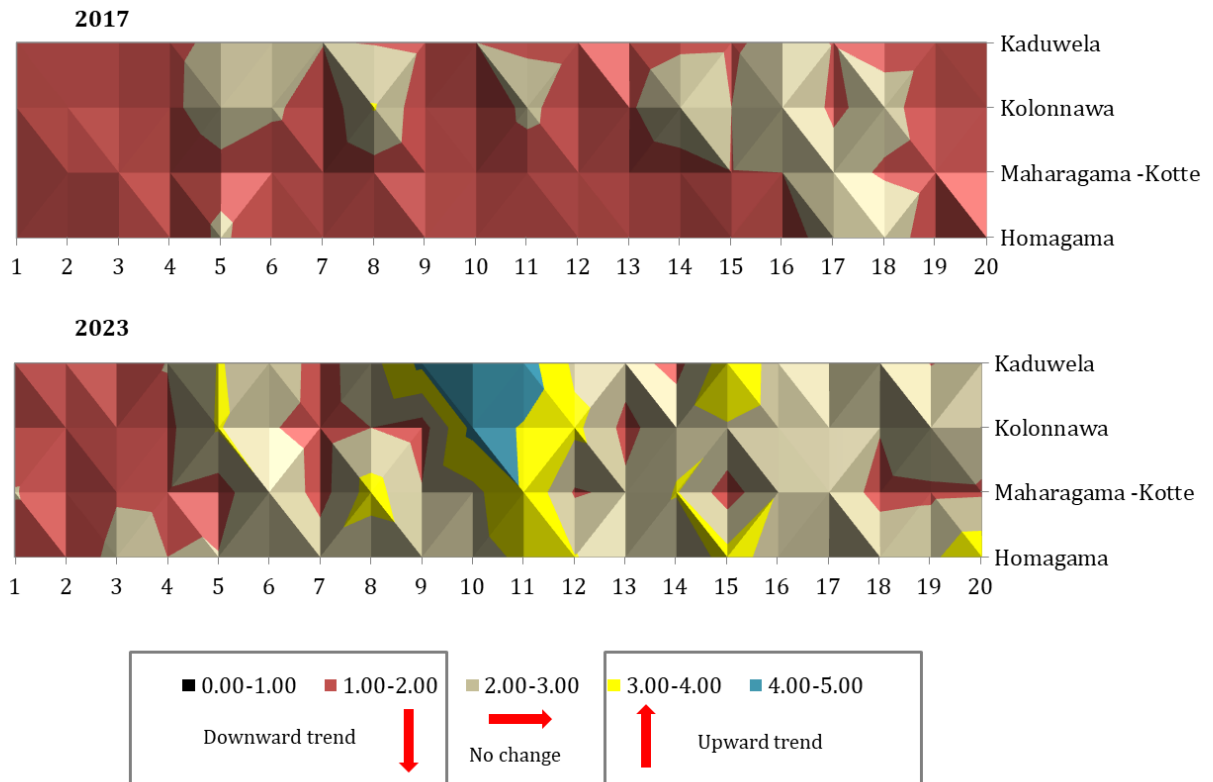 2017
Kaduwela
Kolonnawa
Maharagama -Kotte
Homagama
1 2 3 4 5 6 7 8 9 10 11 12 13 14 15 16 17 18 19 20
2023
Kaduwela
Kolonnawa
Maharagama -Kotte
Homagama
1 2 3 4 5 6 7 8 9 10 11 12 13 14 15 16 17 18 19 20
0.00-1.00 1.00-2.00 2.00-3.00 3.00-4.00 4.00-5.00
Downward trend No change Upward trend